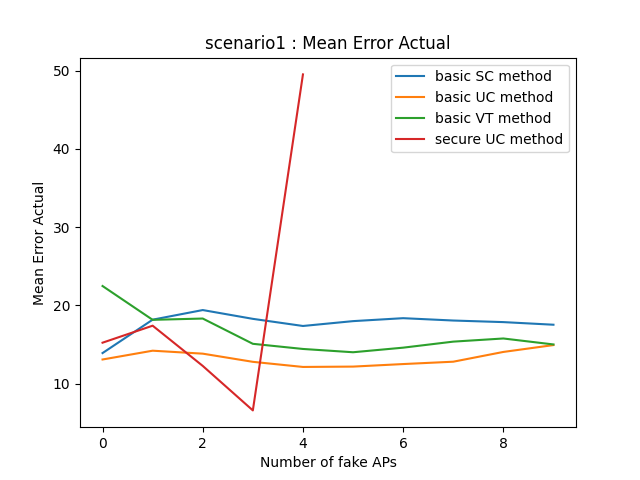 scenario1 : Mean Error Actual
50
40
30
20
10
Mean Error Actual
basic SC method
basic UC method
basic VT method
secure UC method
0 2 4 6 8
Number of fake APs